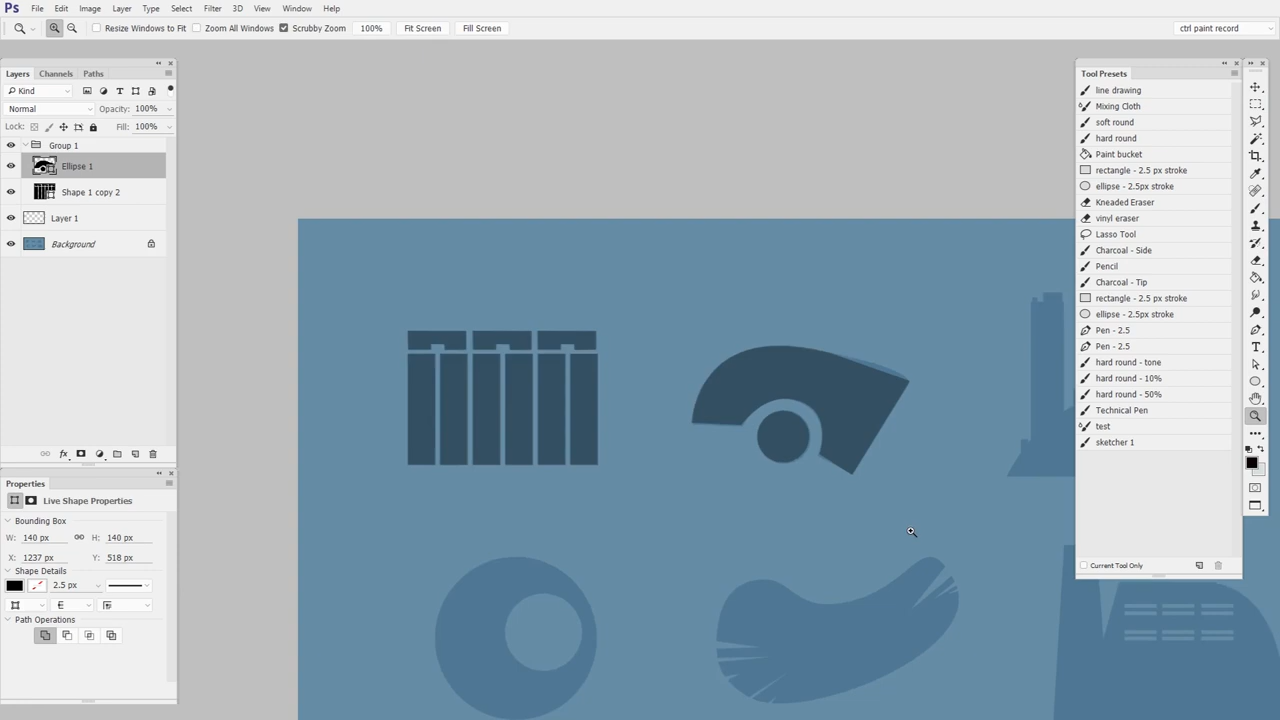 Ps File Edit Image Layer Type Select Filter 3D View Window Help
Resize Windows to Fit Zoom All Windows Scrubby Zoom 100% Fit Screen Fill Screen ctrl paint record
Layers Channels Paths
Kind
Normal Opacity: 100%
Lock: Fill: 100%
Group 1
Ellipse 1
Shape 1 copy 2
Layer 1
Background
fx
Properties
Live Shape Properties
Bounding Box
W: 140 px H: 140 px
X: 1237 px Y: 518 px
Shape Details
2.5 px
Path Operations
Tool Presets
line drawing
Mixing Cloth
soft round
hard round
Paint bucket
rectangle - 2.5 px stroke
ellipse - 2.5px stroke
Kneaded Eraser
vinyl eraser
Lasso Tool
Charcoal - Side
Pencil
Charcoal - Tip
rectangle - 2.5 px stroke
ellipse - 2.5px stroke
Pen - 2.5
Pen - 2.5
hard round - tone
hard round - 10%
hard round - 50%
Technical Pen
test
sketcher 1
Current Tool Only